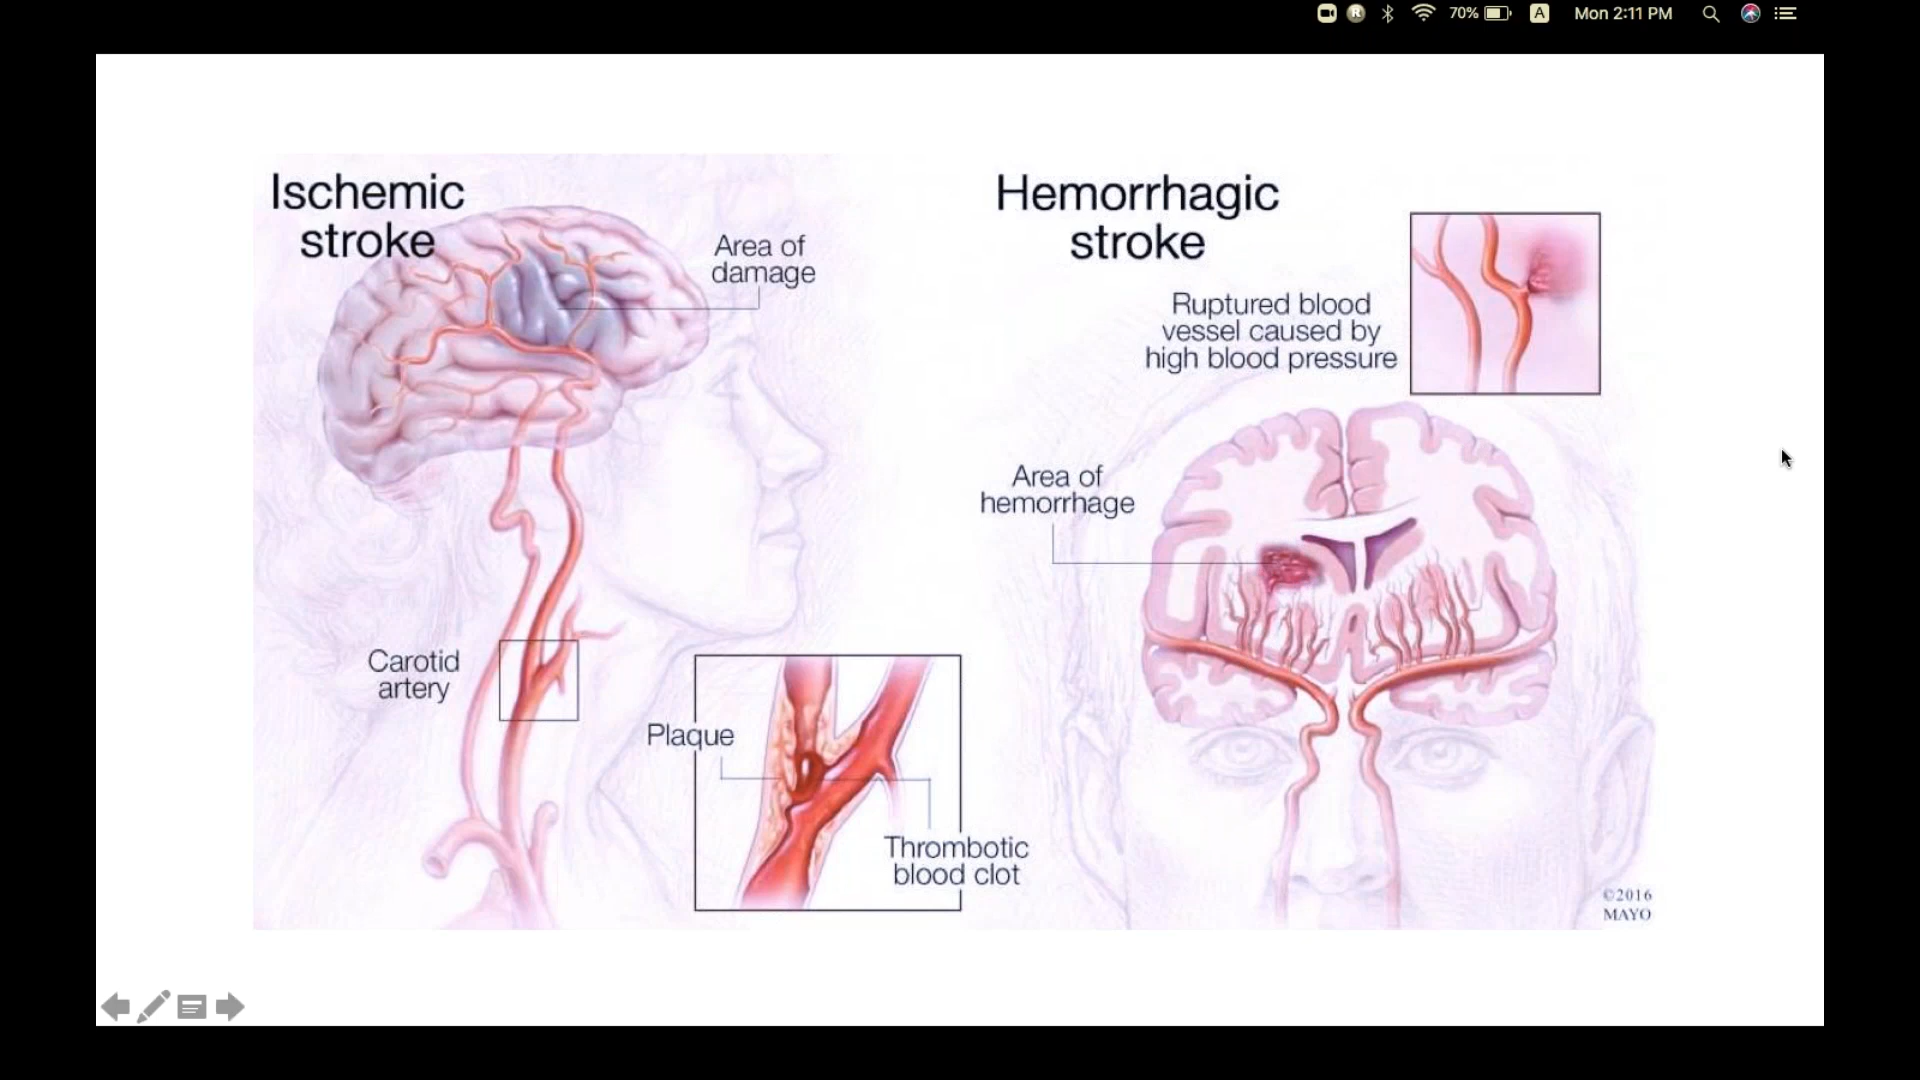 R
70%
A
Mon 2:11 PM
Ischemic
stroke
Area of
damage
Carotid
artery
Plaque
Thrombotic
blood clot
Hemorrhagic
stroke
Ruptured blood
vessel caused by
high blood pressure
Area of
hemorrhage
©2016
MAYO